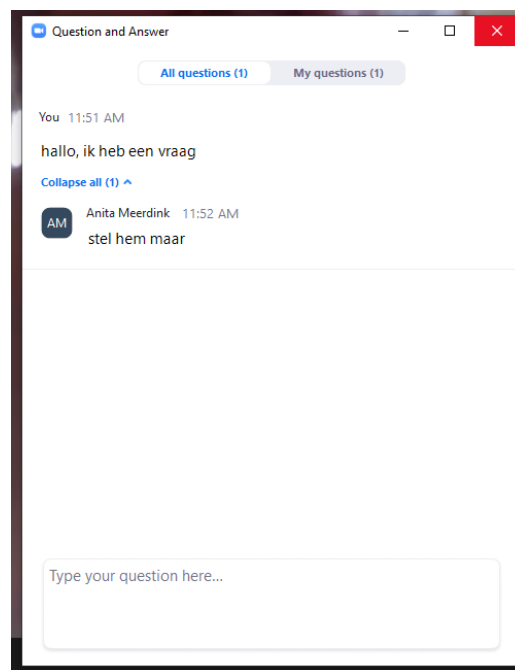 Question and Answer
All questions (1) My questions (1)
You 11:51 AM
hallo, ik heb een vraag
Collapse all (1)
AM Anita Meerdink 11:52 AM
stel hem maar
Type your question here...